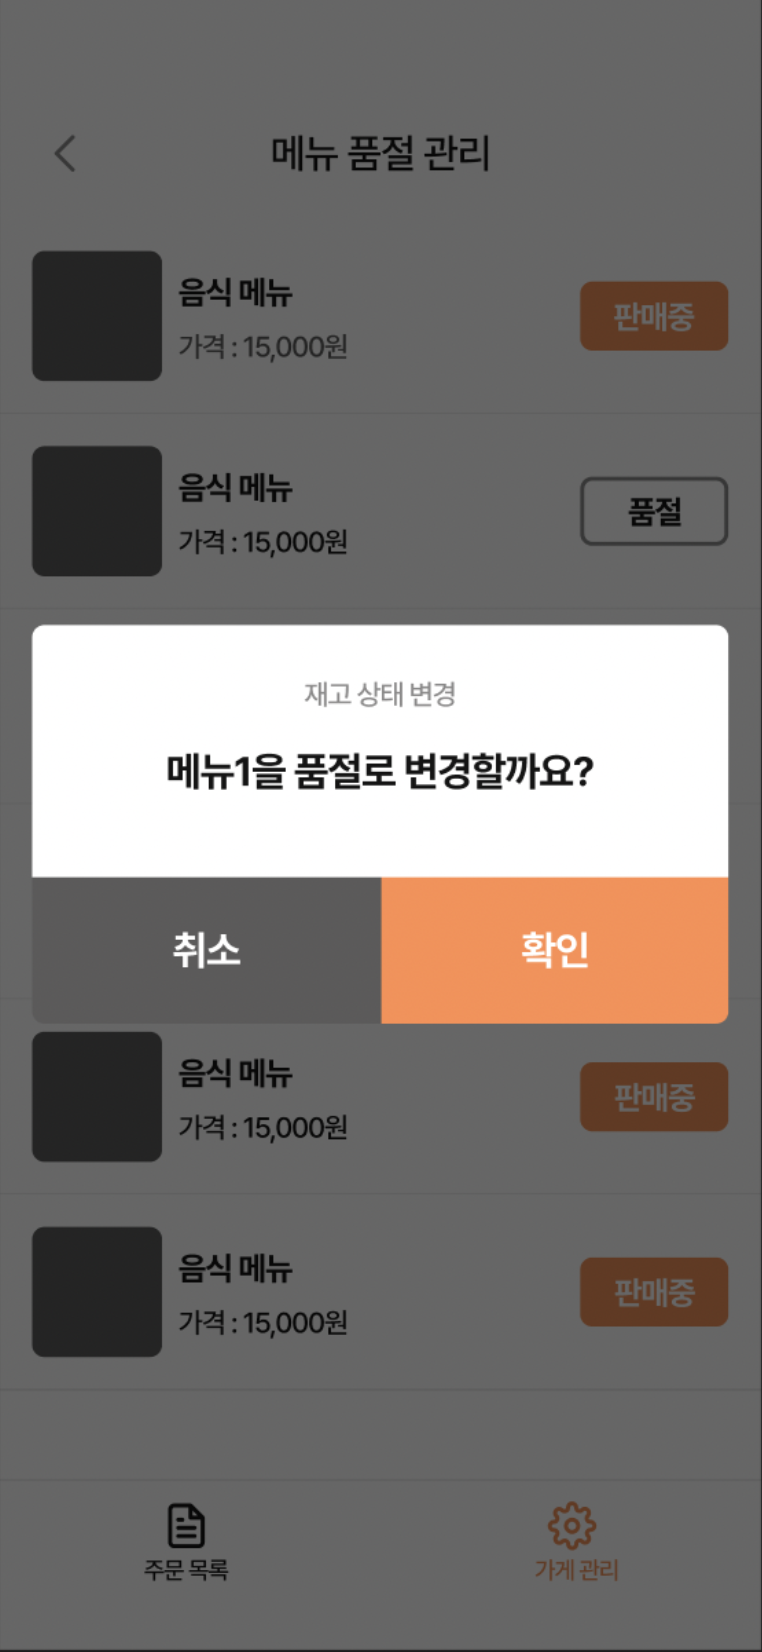 메뉴 품절 관리
음식 메뉴
가격 : 15,000원
판매중
음식 메뉴
가격 : 15,000원
품절
재고 상태 변경
메뉴1을 품절로 변경할까요?
취소
확인
음식 메뉴
가격 : 15,000원
판매중
음식 메뉴
가격 : 15,000원
판매중
주문 목록
가게 관리